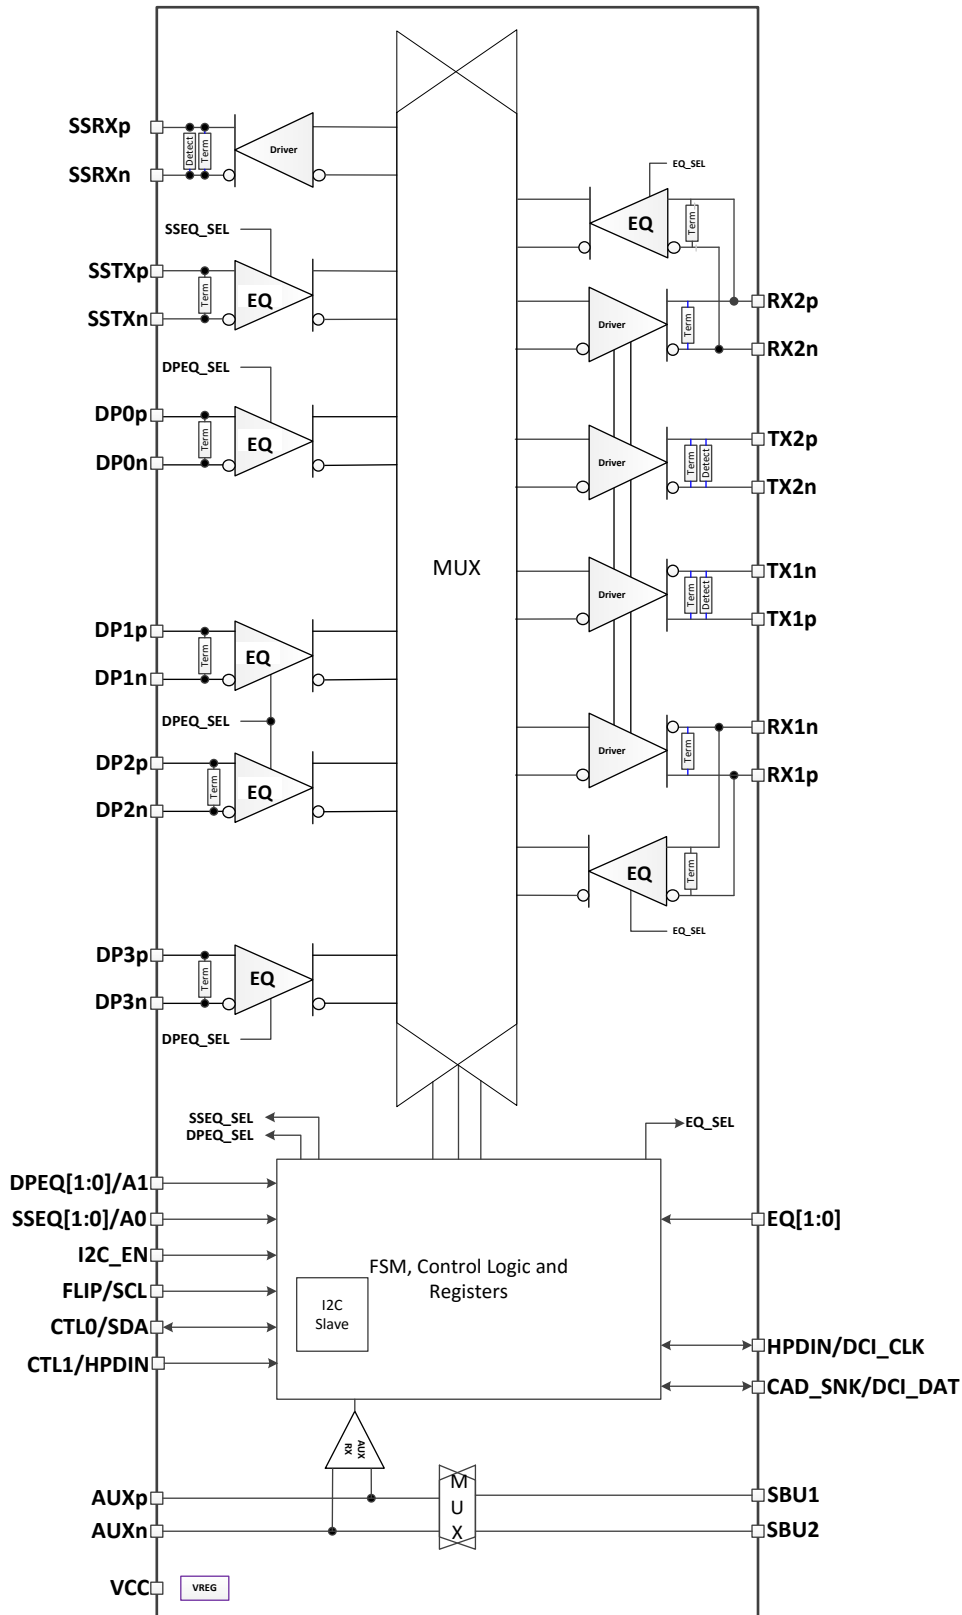 SSRXp
SSRXn
Detect
Term
Driver
EQ_SEL
EQ
Term
SSEQ_SEL
SSTXp
SSTXn
Term
EQ
RX2p
RX2n
Driver
Term
DPEQ_SEL
DP0p
DP0n
Term
EQ
TX2p
TX2n
Driver
Term
Detect
MUX
TX1n
TX1p
Driver
Term
Detect
DP1p
DP1n
Term
EQ
DPEQ_SEL
RX1n
RX1p
Driver
Term
DP2p
DP2n
Term
EQ
EQ
Term
EQ_SEL
DP3p
DP3n
Term
EQ
DPEQ_SEL
SSEQ_SEL
DPEQ_SEL
EQ_SEL
DPEQ[1:0]/A1
SSEQ[1:0]/A0
EQ[1:0]
I2C_EN
FLIP/SCL
CTL0/SDA
CTL1/HPDIN
FSM, Control Logic and
Registers
I2C
Slave
HPDIN/DCI_CLK
CAD_SNK/DCI_DAT
AUX
RX
AUXp
AUXn
M
U
X
SBU1
SBU2
VCC
VREG